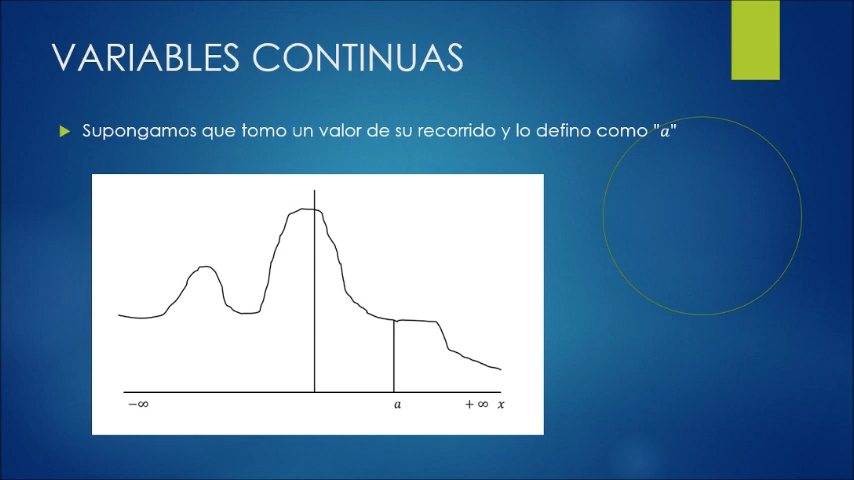 VARIABLES CONTINUAS
Supongamos que tomo un valor de su recorrido y lo defino como "a"
−∞ a +∞ x